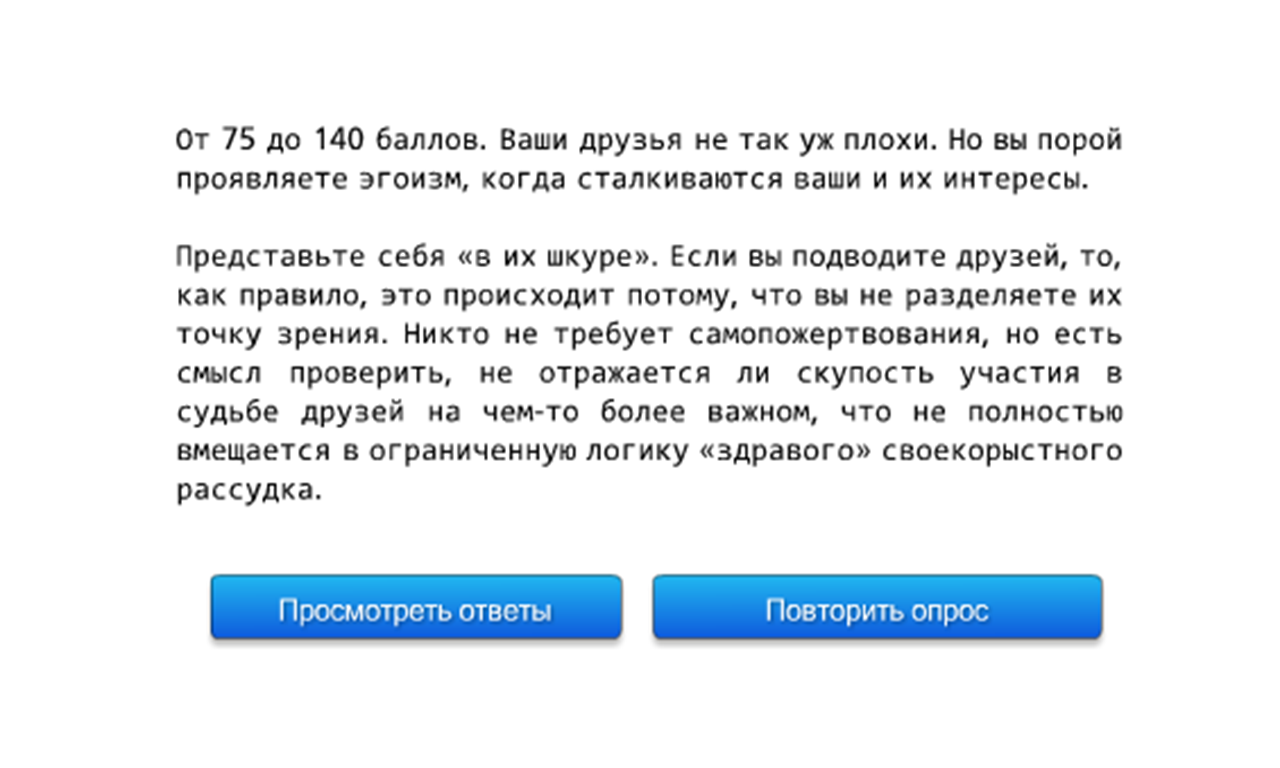 От 75 до 140 баллов. Ваши друзья не так уж плохи. Но вы порой
проявляете эгоизм, когда сталкиваются ваши и их интересы.
Представьте себя «в их шкуре». Если вы подводите друзей, то,
как правило, это происходит потому, что вы не разделяете их
точку зрения. Никто не требует самопожертвования, но есть
смысл проверить, не отражается ли скупость участия в
судьбе друзей на чем-то более важном, что не полностью
вмещается в ограниченную логику «здравого» своекорыстного
рассудка.
Просмотреть ответы
Повторить опрос